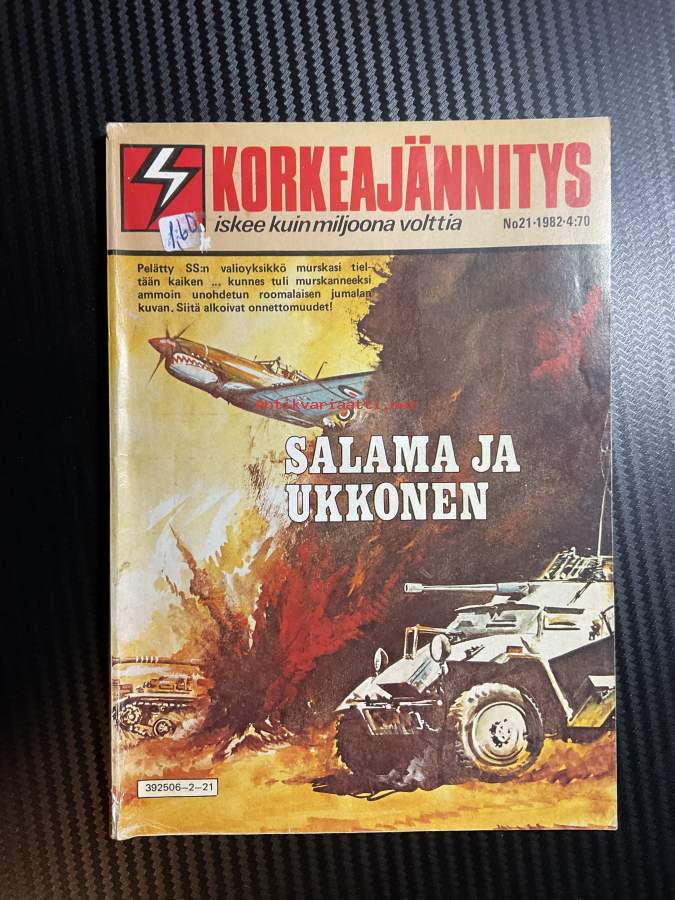 KORKEAJÄNNITYS
iskee kuin miljoona volttia
No21·1982·4:70
1,60
Pelätty SS:n valioyksikkö murskasi tiel-
tään kaiken ... kunnes tuli murskanneeksi
ammoin unohdetun roomalaisen jumalan
kuvan. Siitä alkoivat onnettomuudet!
Antikvariaatti.net
SALAMA JA
UKKONEN
392506–2–21